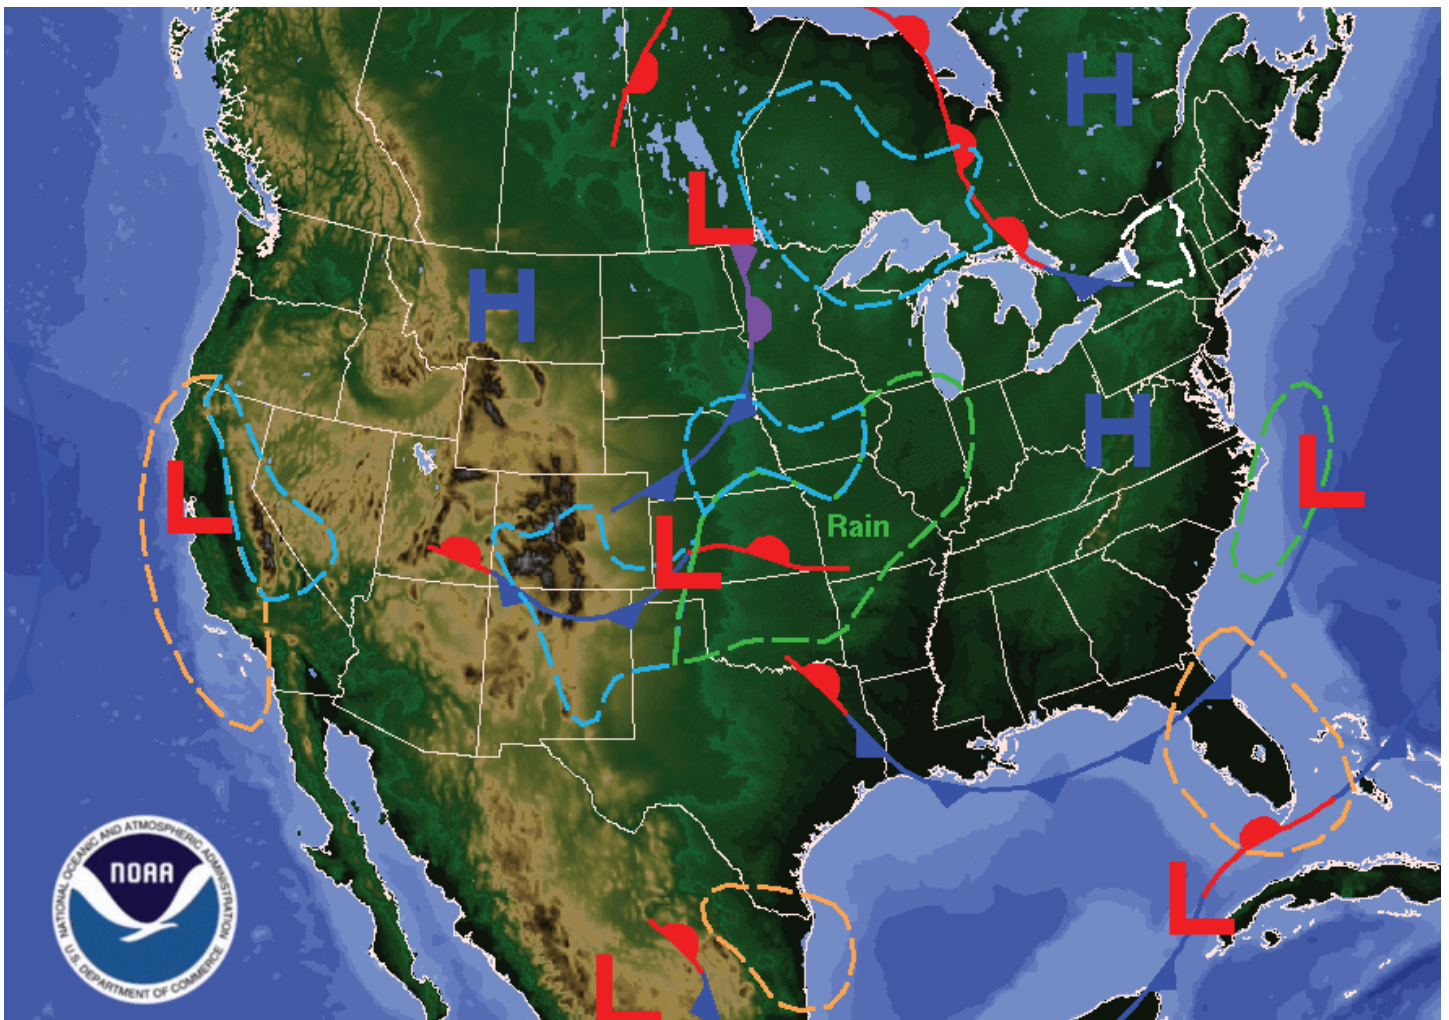 H
L
H
H
L
L
Rain
L
NATIONAL OCEANIC AND ATMOSPHERIC ADMINISTRATION
NOAA
U.S. DEPARTMENT OF COMMERCE
L
L